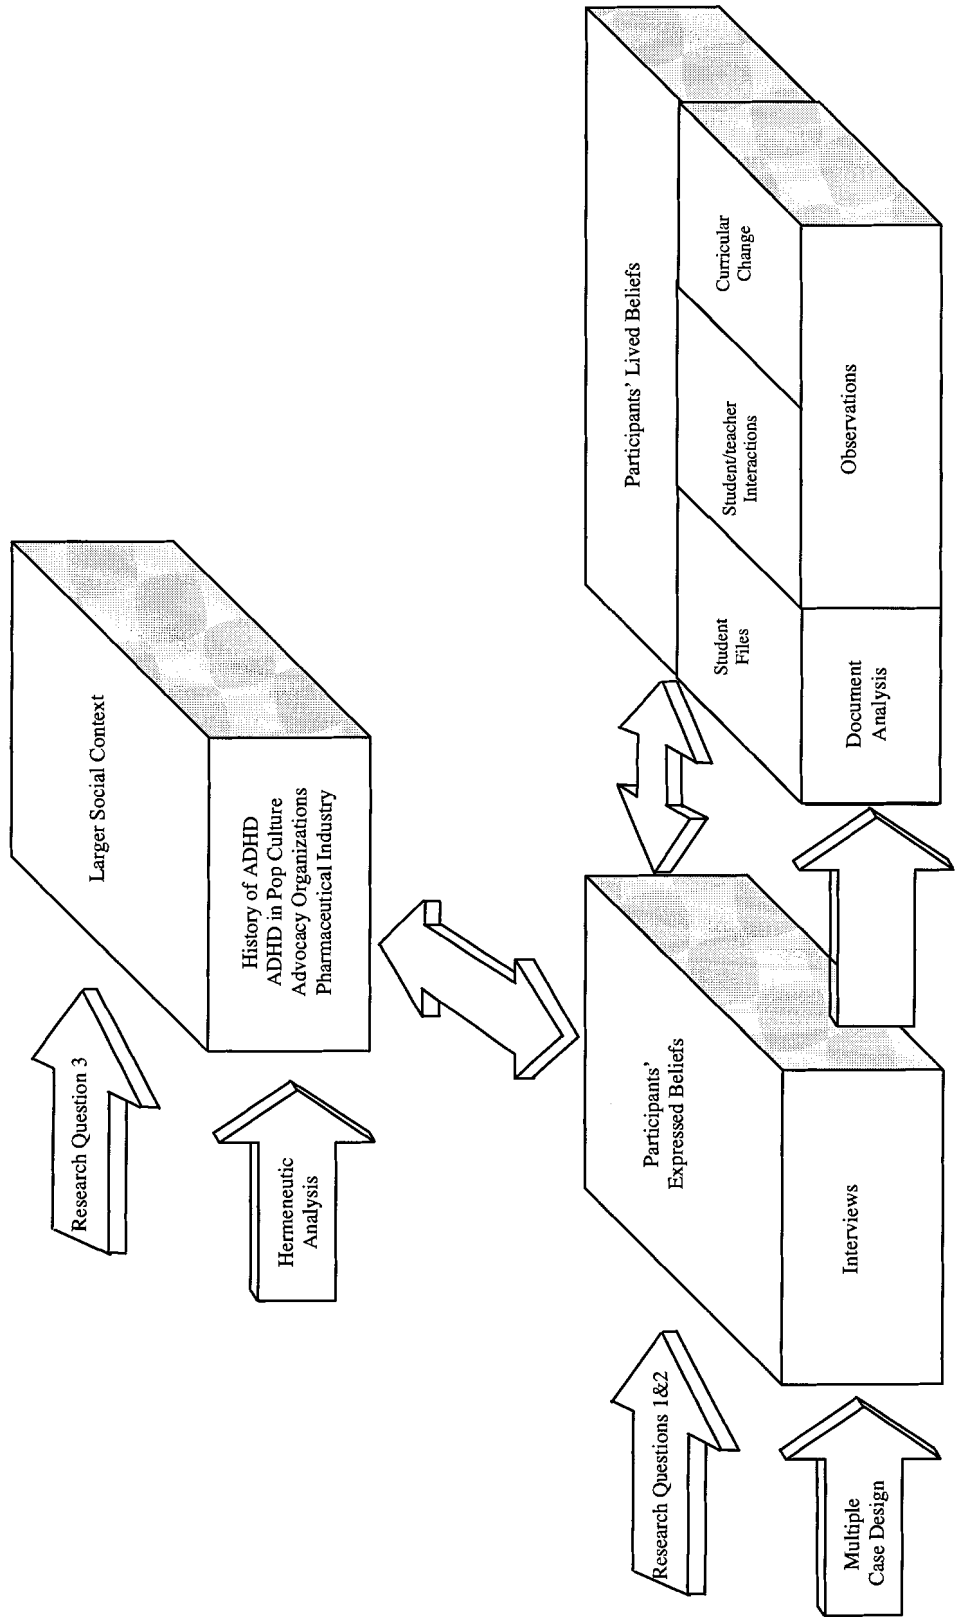 Research Question 3
Larger Social Context
Hermeneutic
Analysis
History of ADHD
ADHD in Pop Culture
Advocacy Organizations
Pharmaceutical Industry
Research Questions 1&2
Participants'
Expressed Beliefs
Participants' Lived Beliefs
Student
Files
Student/teacher
Interactions
Curricular
Change
Multiple
Case Design
Interviews
Document
Analysis
Observations